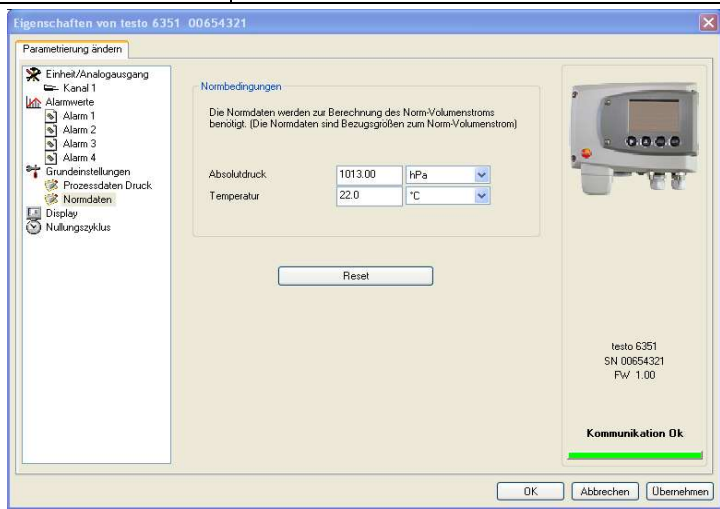 Eigenschaften von testo 6351 00654321
Parametrierung ändern
Einheit/Analogausgang
Kanal 1
Alarmwerte
Alarm 1
Alarm 2
Alarm 3
Alarm 4
Grundeinstellungen
Prozessdaten Druck
Normdaten
Display
Nullungszyklus
Normbedingungen
Die Normdaten werden zur Berechnung des Norm-Volumenstroms
benötigt. (Die Normdaten sind Bezugsgrößen zum Norm-Volumenstrom)
Absolutdruck 1013.00 hPa
Temperatur 22.0 °C
Reset
testo 6351
SN 00654321
FW 1.00
Kommunikation Ok
OK Abbrechen Übernehmen